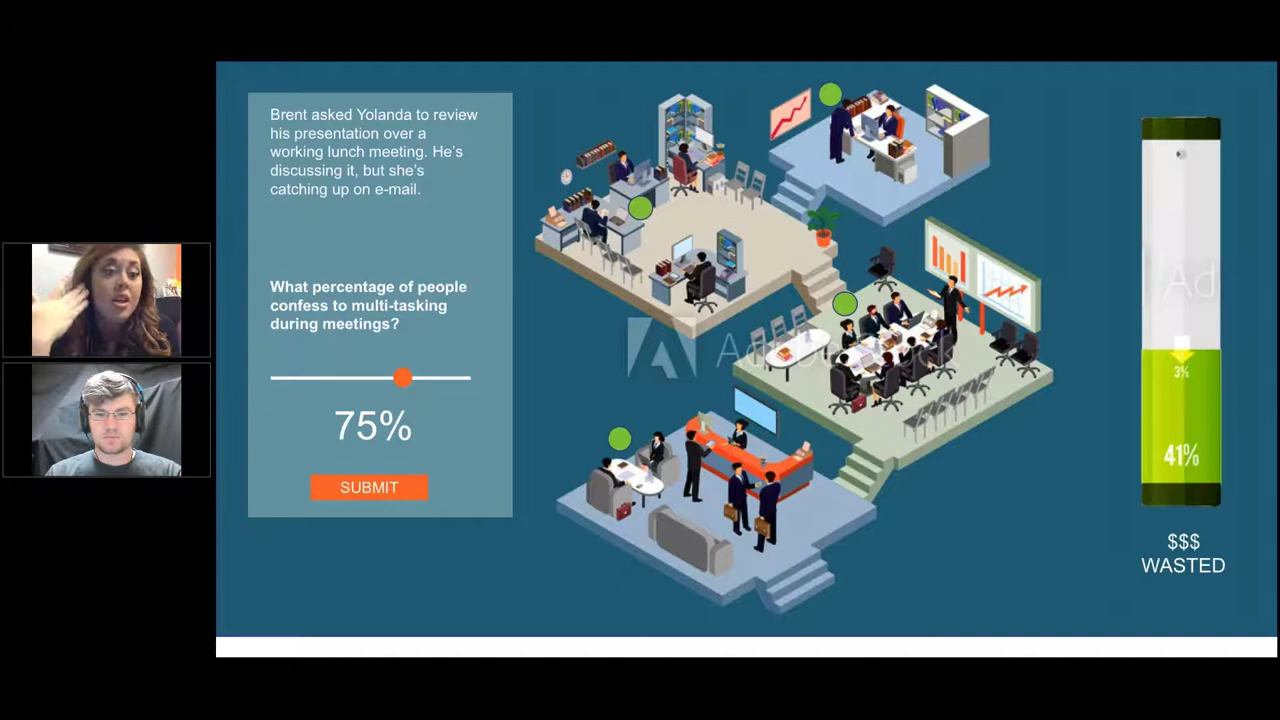 Brent asked Yolanda to review
his presentation over a
working lunch meeting. He's
discussing it, but she's
catching up on e-mail.
What percentage of people
confess to multi-tasking
during meetings?
75%
SUBMIT
Ad
3%
41%
$$$
WASTED